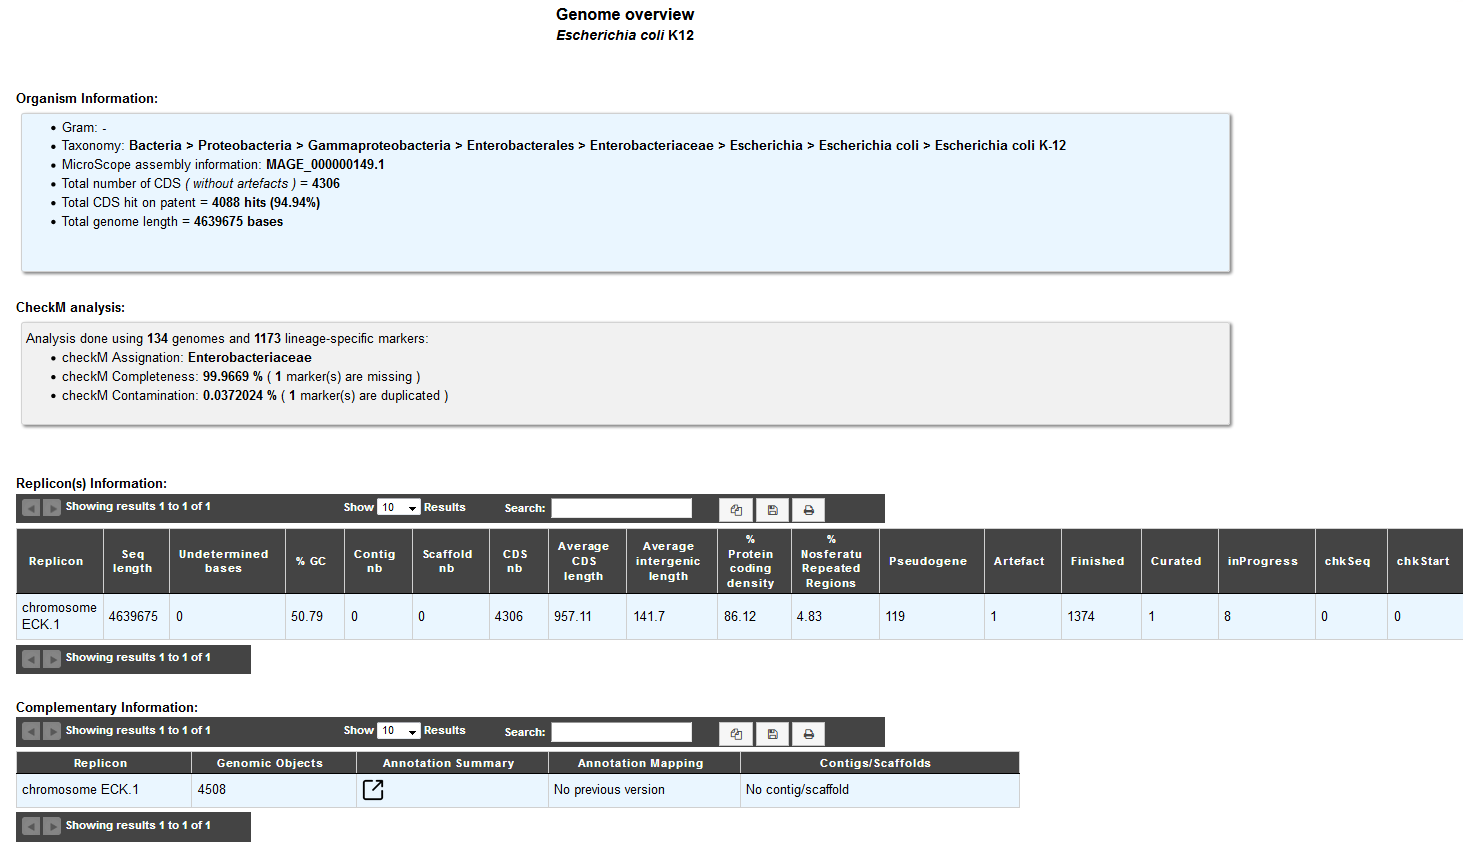 Genome overview
Escherichia coli K12
Organism Information:
• Gram: -
• Taxonomy: Bacteria > Proteobacteria > Gammaproteobacteria > Enterobacterales > Enterobacteriaceae > Escherichia > Escherichia coli > Escherichia coli K-12
• MicroScope assembly information: MAGE_000000149.1
• Total number of CDS ( without artefacts ) = 4306
• Total CDS hit on patent = 4088 hits (94.94%)
• Total genome length = 4639675 bases
CheckM analysis:
Analysis done using 134 genomes and 1173 lineage-specific markers:
• checkM Assignation: Enterobacteriaceae
• checkM Completeness: 99.9669 % ( 1 marker(s) are missing )
• checkM Contamination: 0.0372024 % ( 1 marker(s) are duplicated )
Replicon(s) Information:
Showing results 1 to 1 of 1 Show 10 Results Search:
Replicon Seq length Undetermined bases % GC Contig nb Scaffold nb CDS nb Average CDS length Average intergenic length % Protein coding density % Nosferatu Repeated Regions Pseudogene Artefact Finished Curated inProgress chkSeq chkStart
chromosome ECK.1 4639675 0 50.79 0 0 4306 957.11 141.7 86.12 4.83 119 1 1374 1 8 0 0
Showing results 1 to 1 of 1
Complementary Information:
Showing results 1 to 1 of 1 Show 10 Results Search:
Replicon Genomic Objects Annotation Summary Annotation Mapping Contigs/Scaffolds
chromosome ECK.1 4508 No previous version No contig/scaffold
Showing results 1 to 1 of 1